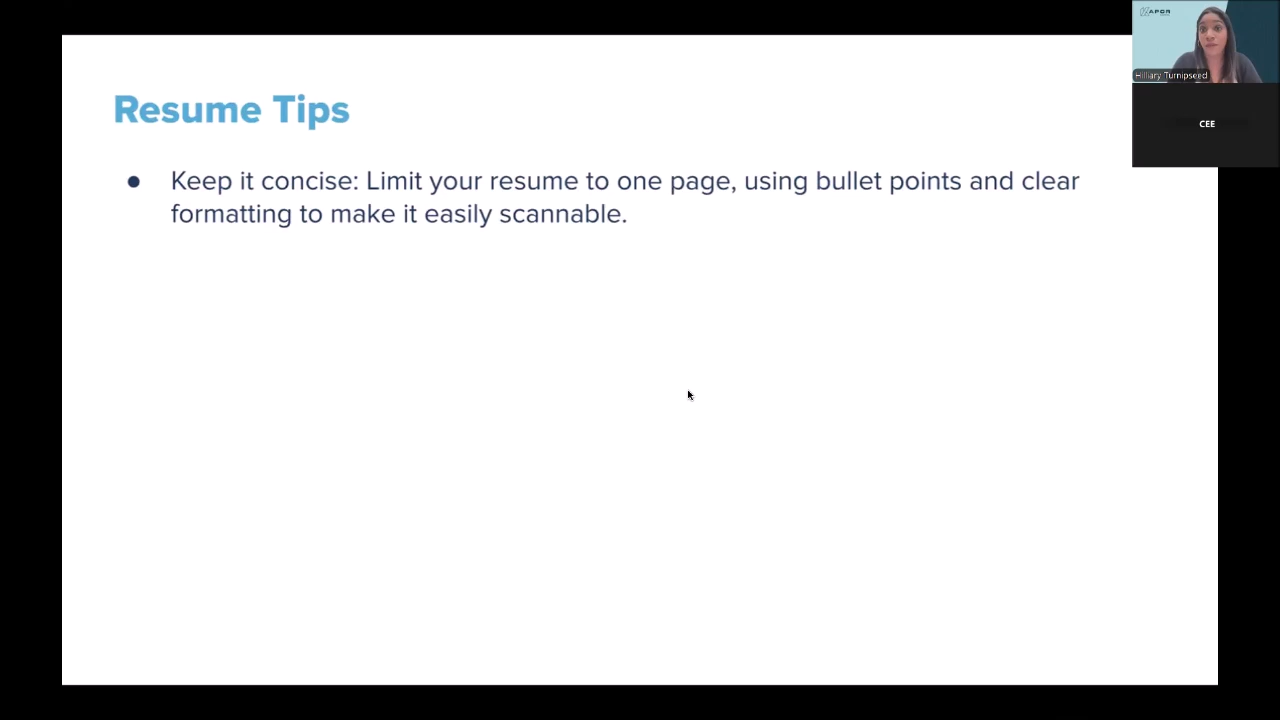 Resume Tips
● Keep it concise: Limit your resume to one page, using bullet points and clear
formatting to make it easily scannable.
APCR
Hilliary Turnipseed
CEE